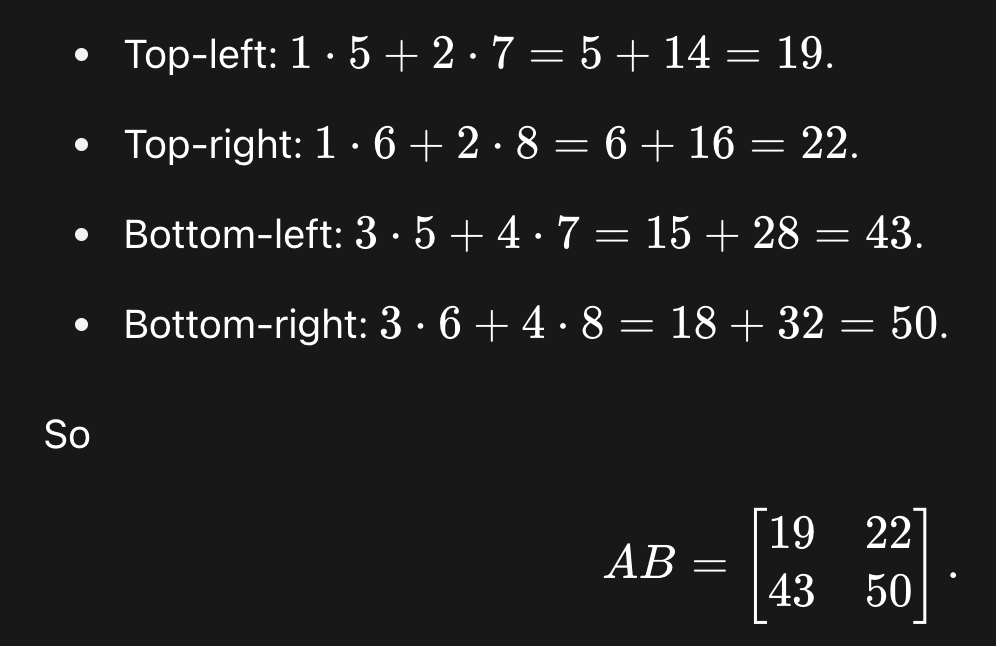 • Top-left: 1 · 5 + 2 · 7 = 5 + 14 = 19.
• Top-right: 1 · 6 + 2 · 8 = 6 + 16 = 22.
• Bottom-left: 3 · 5 + 4 · 7 = 15 + 28 = 43.
• Bottom-right: 3 · 6 + 4 · 8 = 18 + 32 = 50.
So
AB = [19 22
43 50].